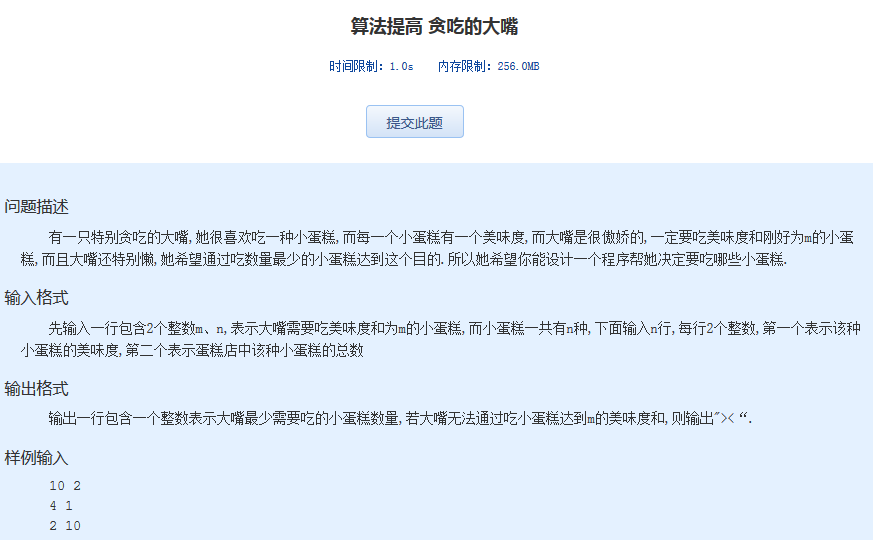 算法提高 贪吃的大嘴
时间限制：1.0s 内存限制：256.0MB
提交此题
问题描述
有一只特别贪吃的大嘴,她很喜欢吃一种小蛋糕,而每一个小蛋糕有一个美味度,而大嘴是很傲娇的,一定要吃美味度和刚好为m的小蛋
糕,而且大嘴还特别懒,她希望通过吃数量最少的小蛋糕达到这个目的.所以她希望你能设计一个程序帮她决定要吃哪些小蛋糕.
输入格式
先输入一行包含2个整数m、n,表示大嘴需要吃美味度和为m的小蛋糕,而小蛋糕一共有n种,下面输入n行,每行2个整数,第一个表示该种
小蛋糕的美味度,第二个表示蛋糕店中该种小蛋糕的总数
输出格式
输出一行包含一个整数表示大嘴最少需要吃的小蛋糕数量,若大嘴无法通过吃小蛋糕达到m的美味度和,则输出"><“.
样例输入
10 2
4 1
2 10